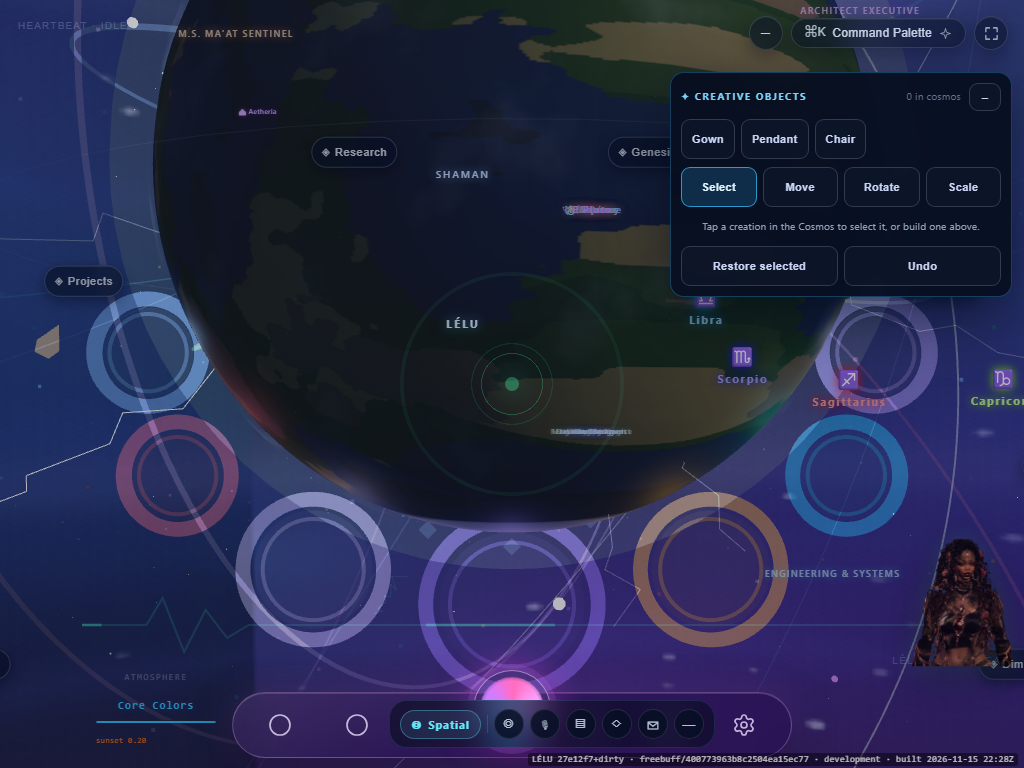 HEARTBEAT · IDLE
M.S. MA'AT SENTINEL
ARCHITECT EXECUTIVE
— ⌘K Command Palette
✦ CREATIVE OBJECTS 0 in cosmos –
Gown Pendant Chair
Select Move Rotate Scale
Tap a creation in the Cosmos to select it, or build one above.
Restore selected Undo
Aetheria
Research
Genesi
SHAMAN
Projects
LÉLU
Libra
Scorpio
Sagittarius
Capricor
ENGINEERING & SYSTEMS
Dim
ATMOSPHERE
Core Colors
sunset 0.20
Spatial
LÉLU 27e12f7+dirty · freebuff/400773963b8c2504ea15ec77 · development · built 2026-11-15 22:28Z